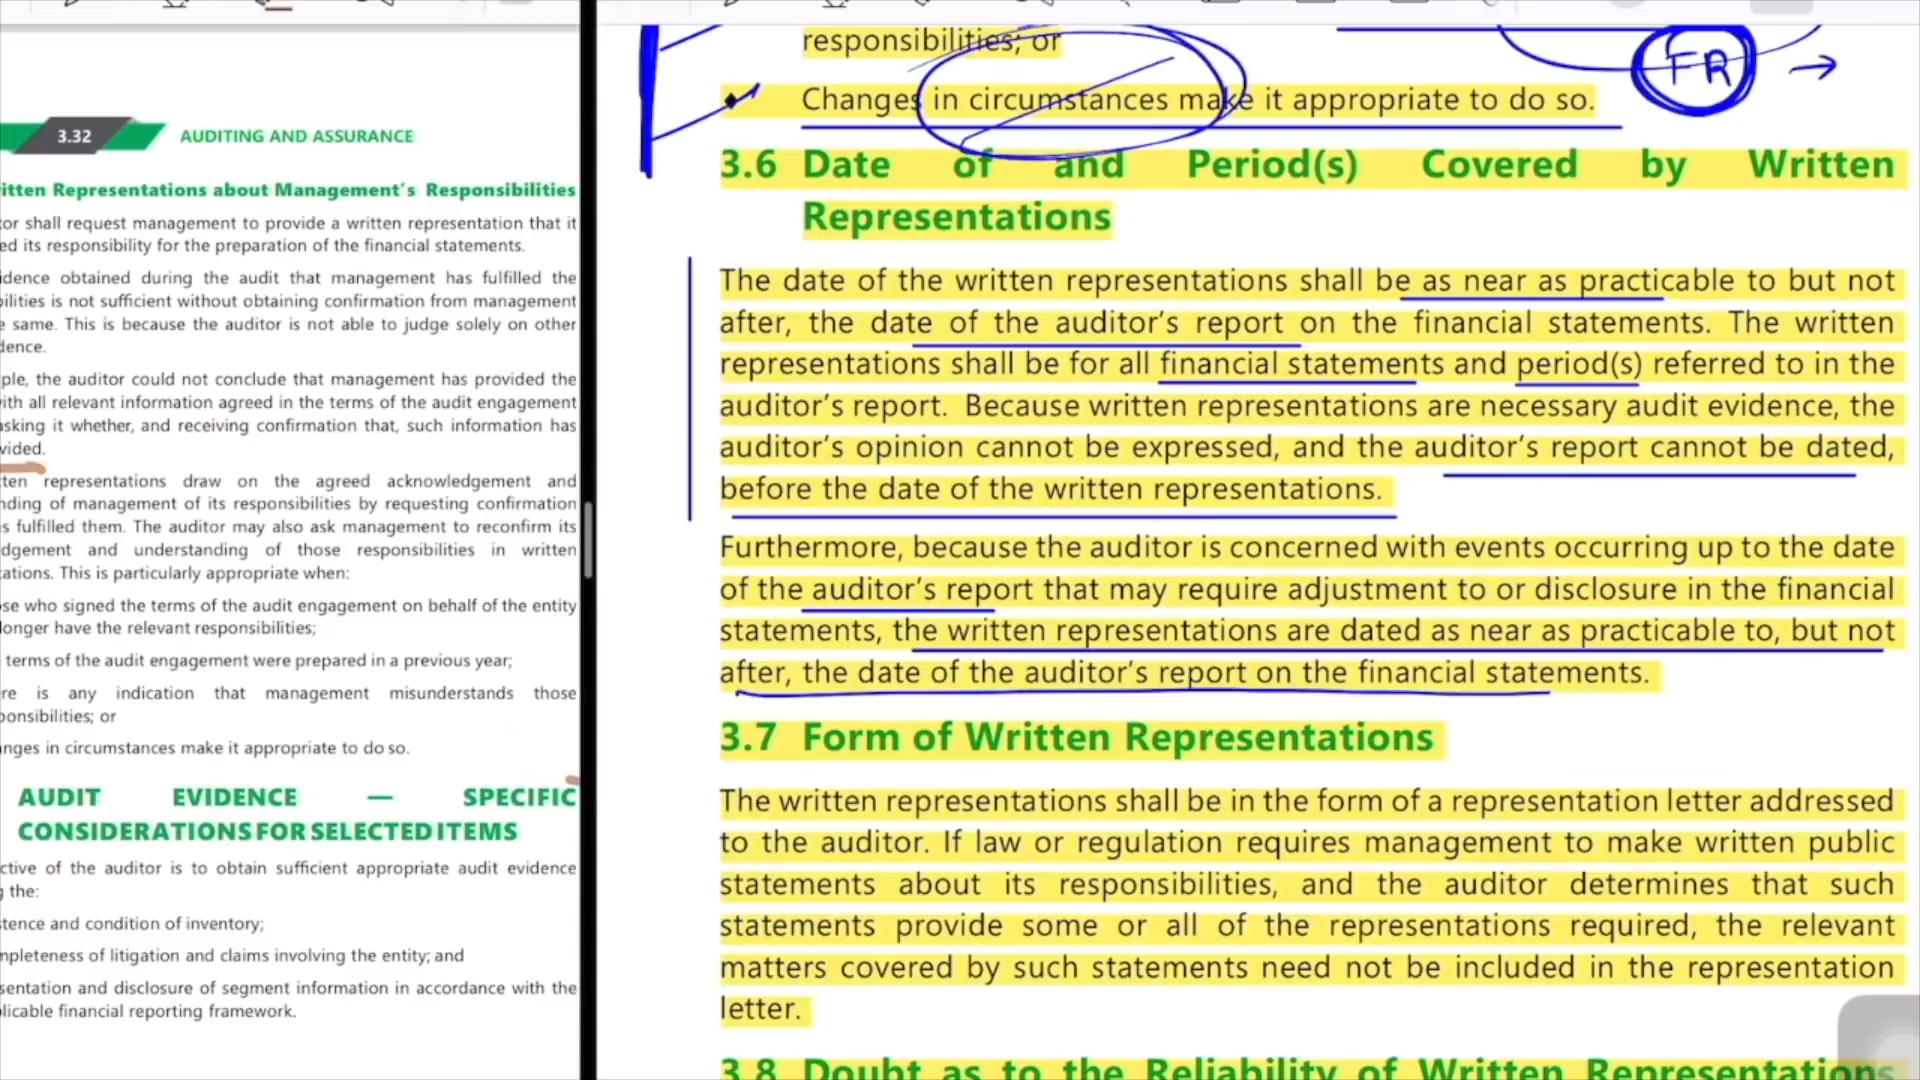 3.32 AUDITING AND ASSURANCE
itten Representations about Management's Responsibilities
tor shall request management to provide a written representation that it
ed its responsibility for the preparation of the financial statements.
idence obtained during the audit that management has fulfilled the
bilities is not sufficient without obtaining confirmation from management
e same. This is because the auditor is not able to judge solely on other
dence.
ple, the auditor could not conclude that management has provided the
with all relevant information agreed in the terms of the audit engagement
asking it whether, and receiving confirmation that, such information has
vided.
tten representations draw on the agreed acknowledgement and
nding of management of its responsibilities by requesting confirmation
s fulfilled them. The auditor may also ask management to reconfirm its
dgement and understanding of those responsibilities in written
tations. This is particularly appropriate when:
se who signed the terms of the audit engagement on behalf of the entity
longer have the relevant responsibilities;
terms of the audit engagement were prepared in a previous year;
re is any indication that management misunderstands those
ponsibilities; or
nges in circumstances make it appropriate to do so.
AUDIT EVIDENCE — SPECIFIC
CONSIDERATIONS FOR SELECTED ITEMS
ctive of the auditor is to obtain sufficient appropriate audit evidence
g the:
stence and condition of inventory;
mpleteness of litigation and claims involving the entity; and
sentation and disclosure of segment information in accordance with the
plicable financial reporting framework.
responsibilities; or
FR →
♦ Changes in circumstances make it appropriate to do so.
3.6 Date of and Period(s) Covered by Written
Representations
The date of the written representations shall be as near as practicable to but not
after, the date of the auditor's report on the financial statements. The written
representations shall be for all financial statements and period(s) referred to in the
auditor's report. Because written representations are necessary audit evidence, the
auditor's opinion cannot be expressed, and the auditor's report cannot be dated,
before the date of the written representations.
Furthermore, because the auditor is concerned with events occurring up to the date
of the auditor's report that may require adjustment to or disclosure in the financial
statements, the written representations are dated as near as practicable to, but not
after, the date of the auditor's report on the financial statements.
3.7 Form of Written Representations
The written representations shall be in the form of a representation letter addressed
to the auditor. If law or regulation requires management to make written public
statements about its responsibilities, and the auditor determines that such
statements provide some or all of the representations required, the relevant
matters covered by such statements need not be included in the representation
letter.
3.8 Doubt as to the Reliability of Written Representations